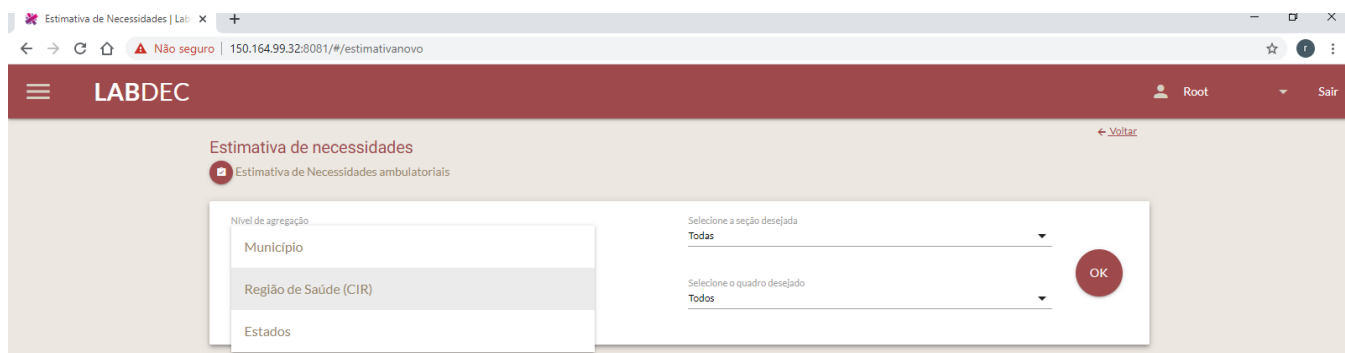 Estimativa de Necessidades | Lab
Não seguro | 150.164.99.32:8081/#/estimativanovo
r
LABDEC
Root
Sair
← Voltar
Estimativa de necessidades
Estimativa de Necessidades ambulatoriais
Nível de agregação
Município
Região de Saúde (CIR)
Estados
Selecione a seção desejada
Todas
Selecione o quadro desejado
Todos
OK